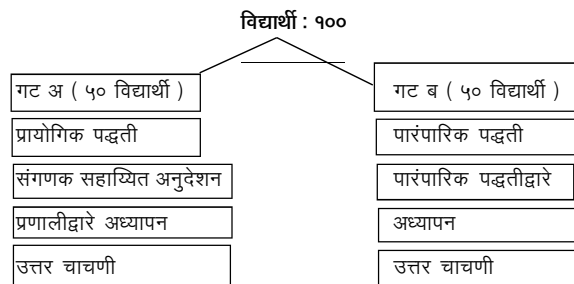 विद्यार्थी : १००
गट अ ( ५० विद्यार्थी )
प्रायोगिक पद्धती
संगणक सहाय्यित अनुदेशन
प्रणालीद्वारे अध्यापन
उत्तर चाचणी
गट ब ( ५० विद्यार्थी )
पारंपारिक पद्धती
पारंपारिक पद्धतीद्वारे
अध्यापन
उत्तर चाचणी